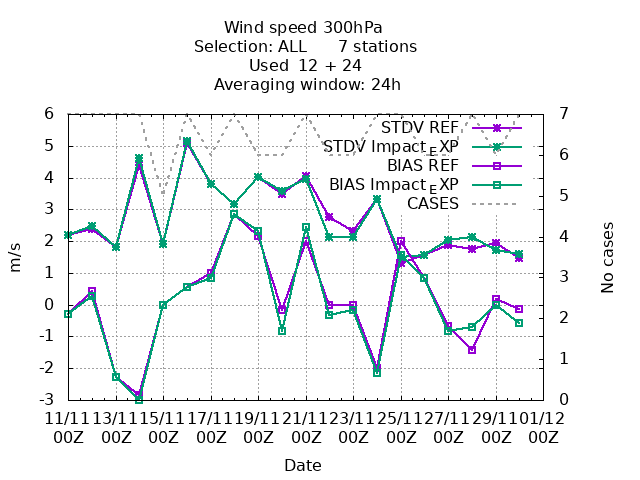 Wind speed 300hPa
Selection: ALL 7 stations
Used 12 + 24
Averaging window: 24h
STDV REF
STDV Impact_EXP
BIAS REF
BIAS Impact_EXP
CASES
6
5
4
3
2
1
0
-1
-2
-3
m/s
7
6
5
4
3
2
1
0
No cases
11/11 13/11 15/11 17/11 19/11 21/11 23/11 25/11 27/11 29/11 01/12
00Z 00Z 00Z 00Z 00Z 00Z 00Z 00Z 00Z 00Z 00Z
Date